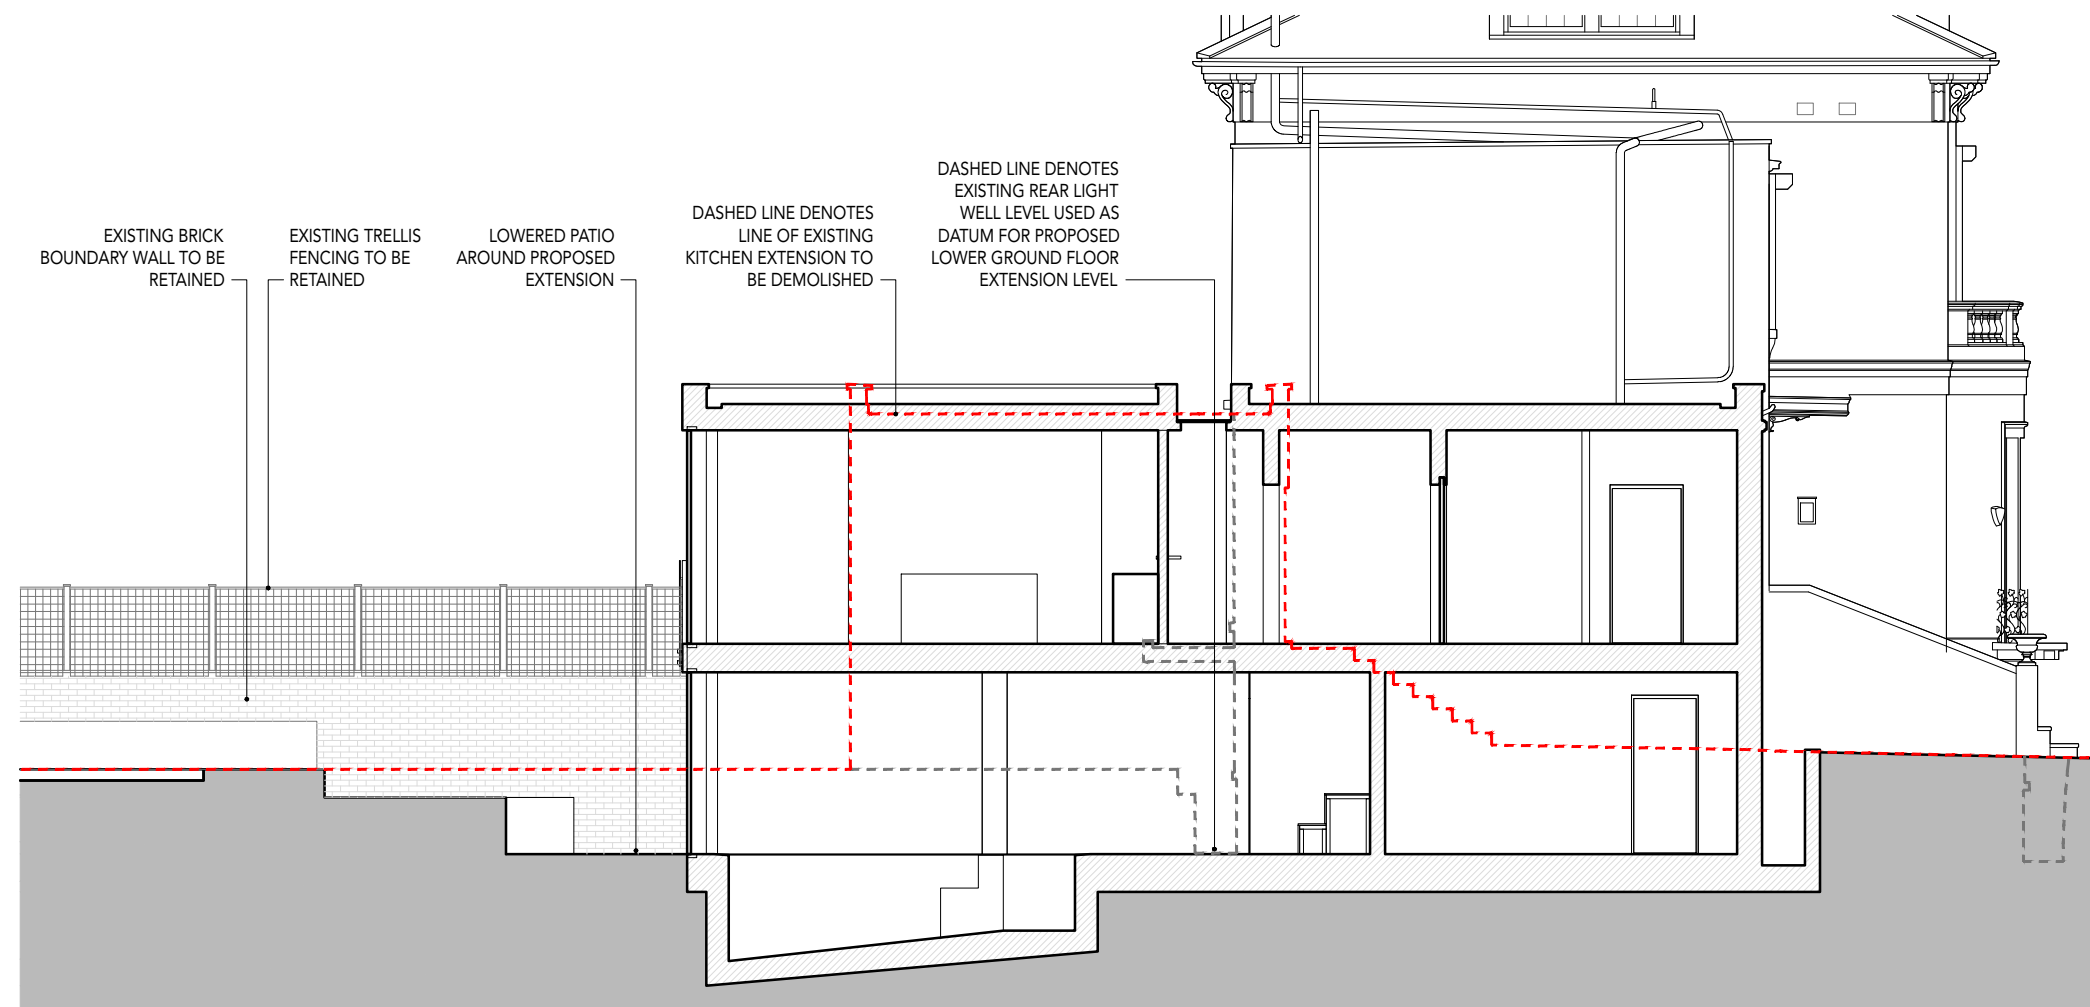 EXISTING BRICK
BOUNDARY WALL TO BE
RETAINED
EXISTING TRELLIS
FENCING TO BE
RETAINED
LOWERED PATIO
AROUND PROPOSED
EXTENSION
DASHED LINE DENOTES
LINE OF EXISTING
KITCHEN EXTENSION TO
BE DEMOLISHED
DASHED LINE DENOTES
EXISTING REAR LIGHT
WELL LEVEL USED AS
DATUM FOR PROPOSED
LOWER GROUND FLOOR
EXTENSION LEVEL